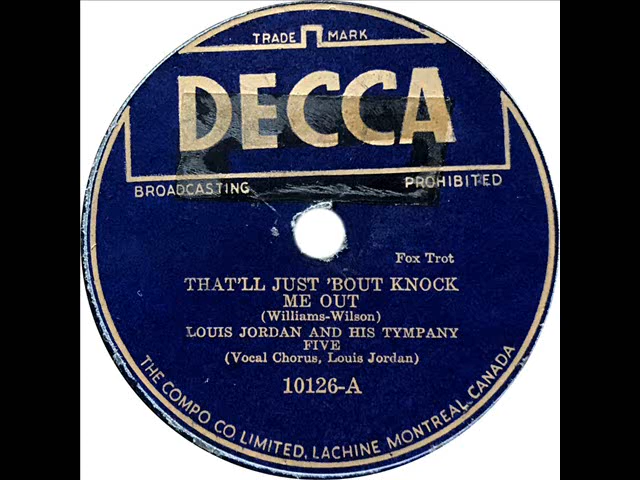 TRADE MARK
DECCA
BROADCASTING PROHIBITED
Fox Trot
THAT'LL JUST 'BOUT KNOCK
ME OUT
(Williams-Wilson)
LOUIS JORDAN AND HIS TYMPANY
FIVE
(Vocal Chorus, Louis Jordan)
10126-A
THE COMPO CO. LIMITED, LACHINE MONTREAL, CANADA